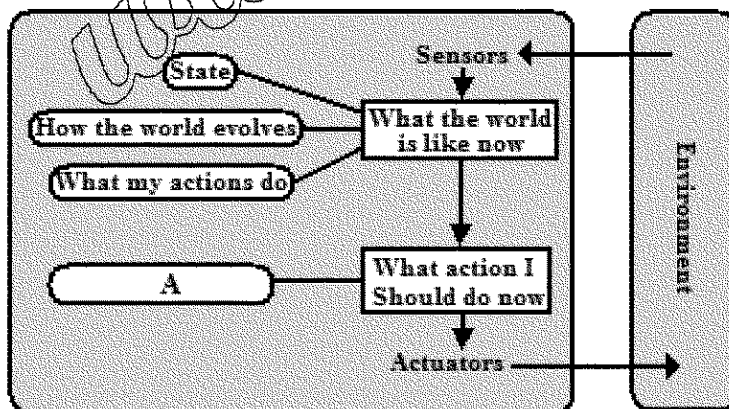 Sensors
State
What the world
is like now
How the world evolves
What my actions do
Environment
A
What action I
Should do now
Actuators